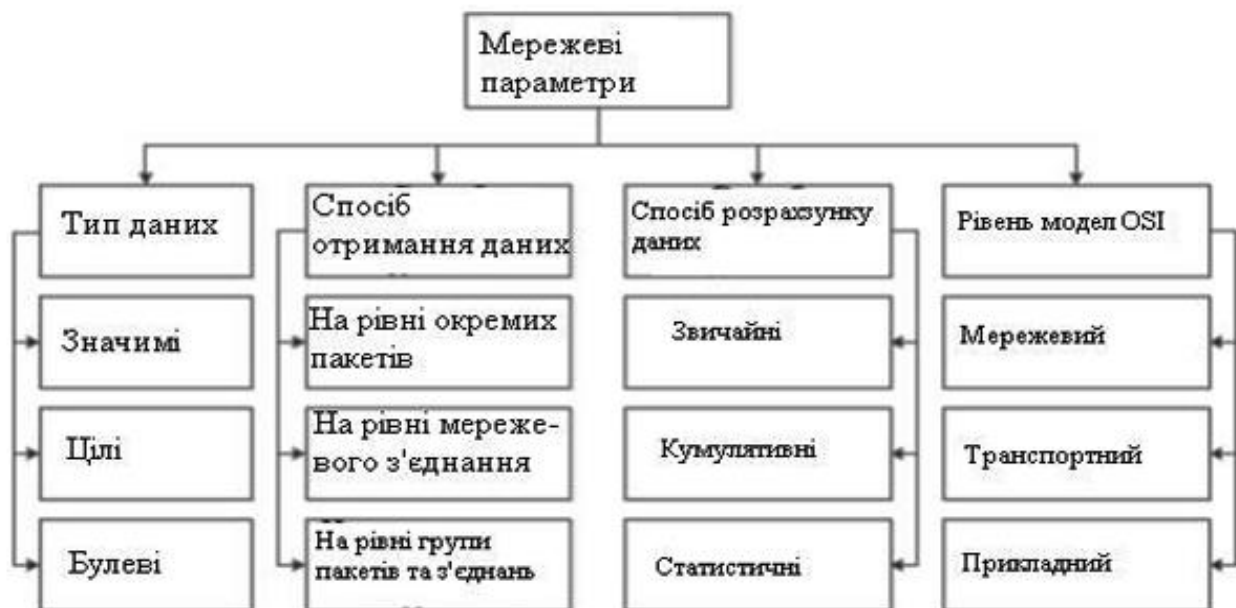 Мережеві
параметри
Тип даних
Спосіб
отримання даних
Спосіб розрахзунку
даних
Рівень модел OSI
Значимі
На рівні окремих
пакетів
Звичайні
Мережевий
Цілі
На рівні мереже-
вого з'єднання
Кумулятивні
Транспортний
Булеві
На рівні групи
пакетів та з'єднань
Статистичні
Прикладний